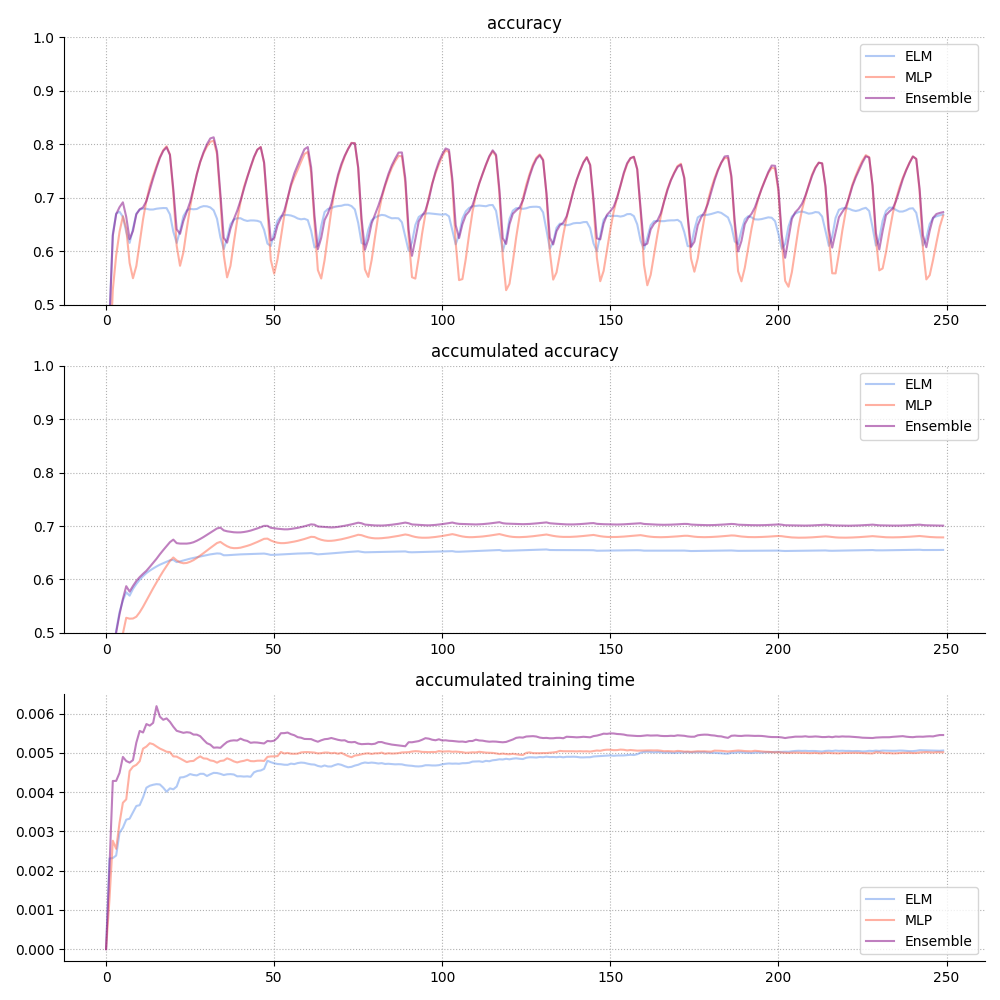 accuracy
1.0
0.9
0.8
0.7
0.6
0.5
0 50 100 150 200 250
ELM
MLP
Ensemble
accumulated accuracy
1.0
0.9
0.8
0.7
0.6
0.5
0 50 100 150 200 250
ELM
MLP
Ensemble
accumulated training time
0.006
0.005
0.004
0.003
0.002
0.001
0.000
0 50 100 150 200 250
ELM
MLP
Ensemble